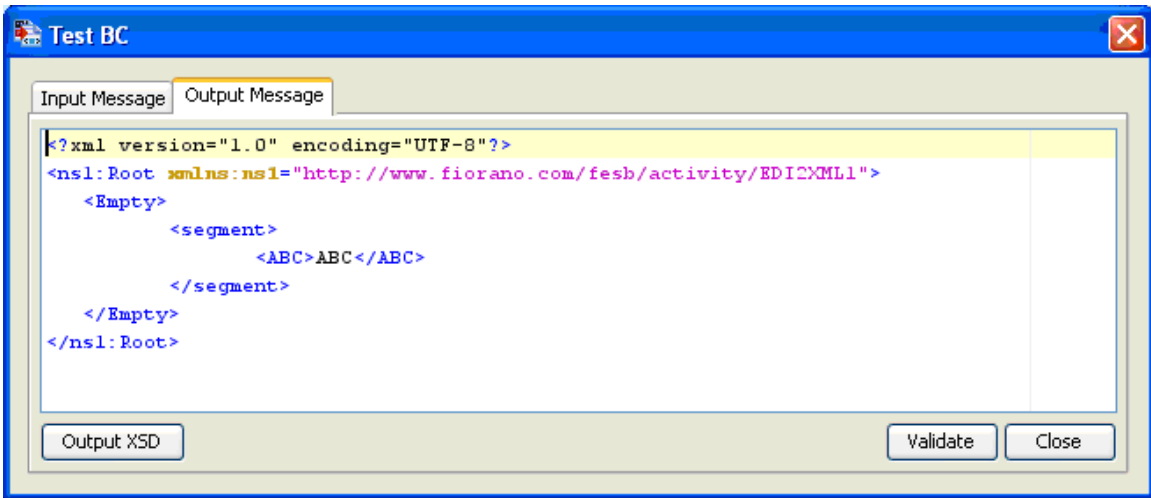 Test BC
Input Message
Output Message
<?xml version="1.0" encoding="UTF-8"?>
<ns1:Root xmlns:ns1="http://www.fiorano.com/fesb/activity/EDI2XML1">
<Empty>
<segment>
<ABC>ABC</ABC>
</segment>
</Empty>
</ns1:Root>
Output XSD
Validate
Close